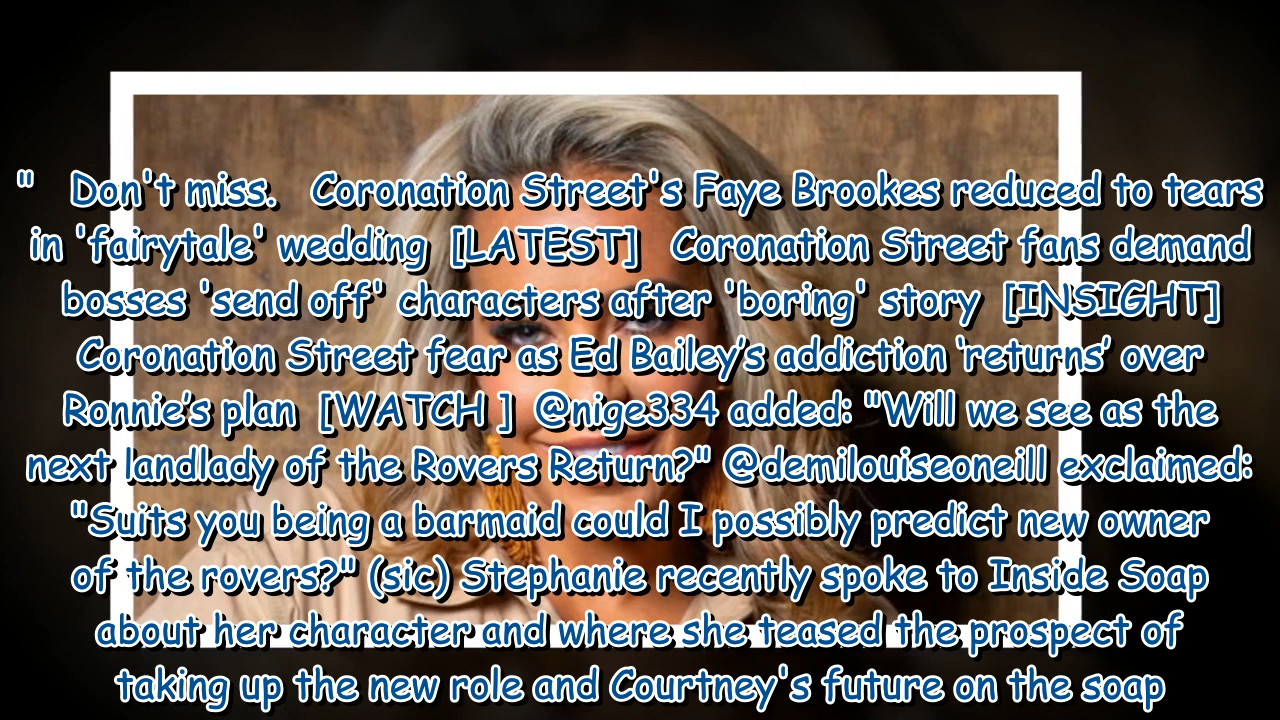 "   Don't miss.   Coronation Street's Faye Brookes reduced to tears
in 'fairytale' wedding  [LATEST]   Coronation Street fans demand
bosses 'send off' characters after 'boring' story  [INSIGHT]
Coronation Street fear as Ed Bailey’s addiction ‘returns’ over
Ronnie’s plan  [WATCH ]  @nige334 added: "Will we see as the
next landlady of the Rovers Return?" @demilouiseoneill exclaimed:
"Suits you being a barmaid could I possibly predict new owner
of the rovers?" (sic) Stephanie recently spoke to Inside Soap
about her character and where she teased the prospect of
taking up the new role and Courtney's future on the soap